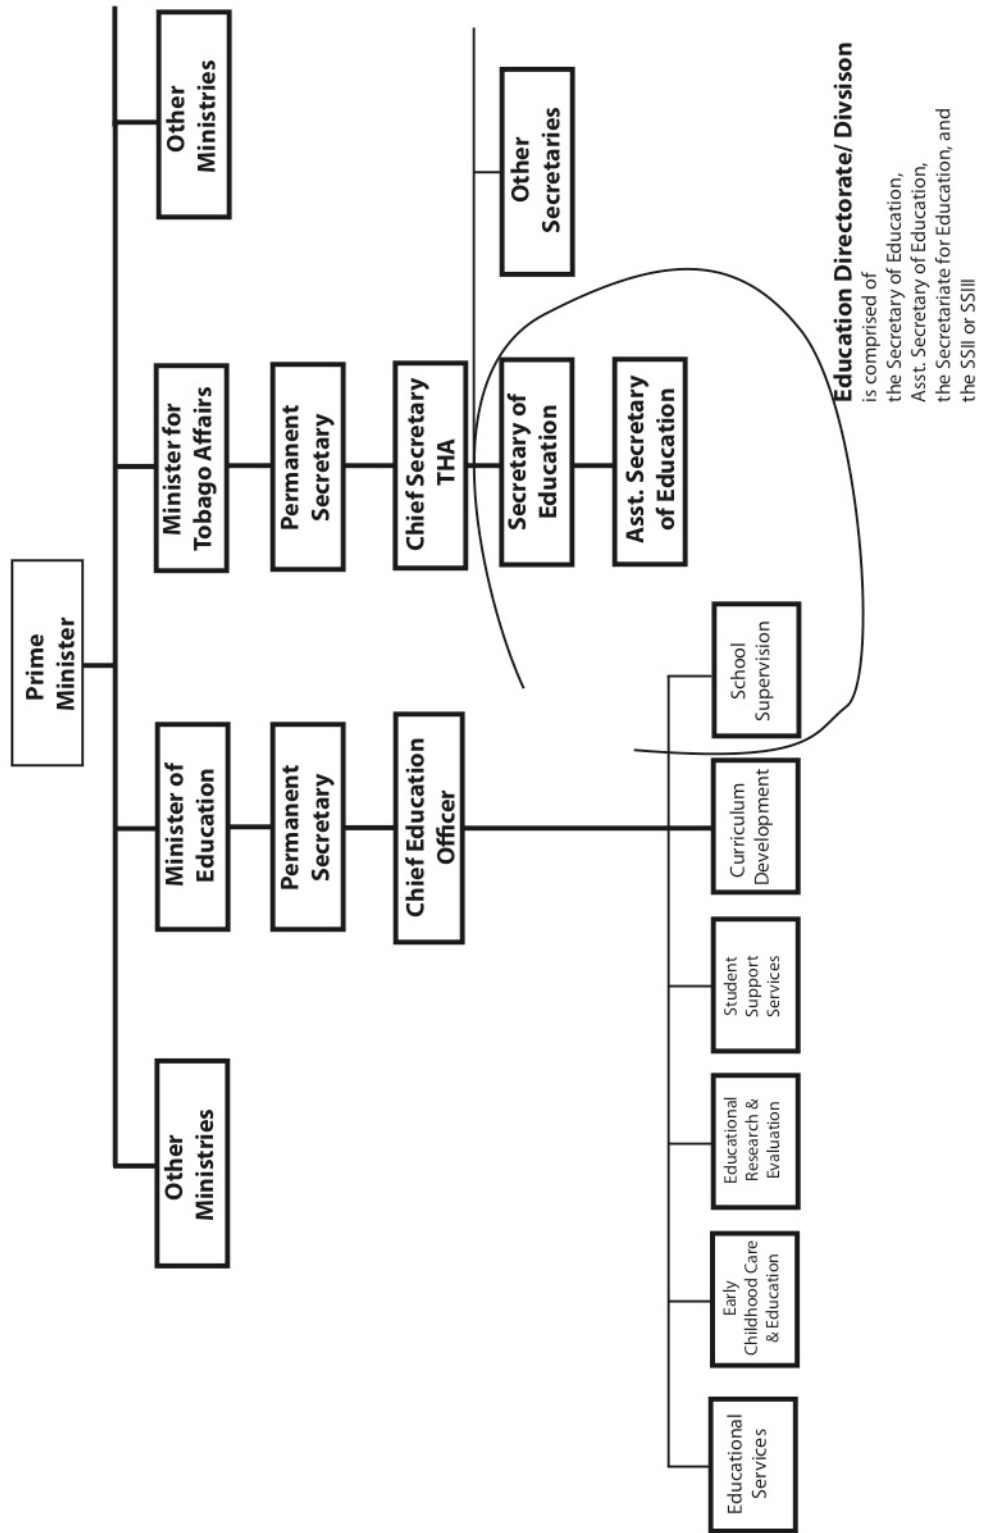 Prime
Minister
Other
Ministries
Minister of
Education
Minister for
Tobago Affairs
Other
Ministries
Permanent
Secretary
Permanent
Secretary
Chief Education
Officer
Chief Secretary
THA
Secretary of
Education
Other
Secretaries
Asst. Secretary
of Education
Educational
Services
Early
Childhood Care
& Education
Educational
Research &
Evaluation
Student
Support
Services
Curriculum
Development
School
Supervision
Education Directorate/ Divsison
is comprised of
the Secretary of Education,
Asst. Secretary of Education,
the Secretariate for Education, and
the SSII or SSIII